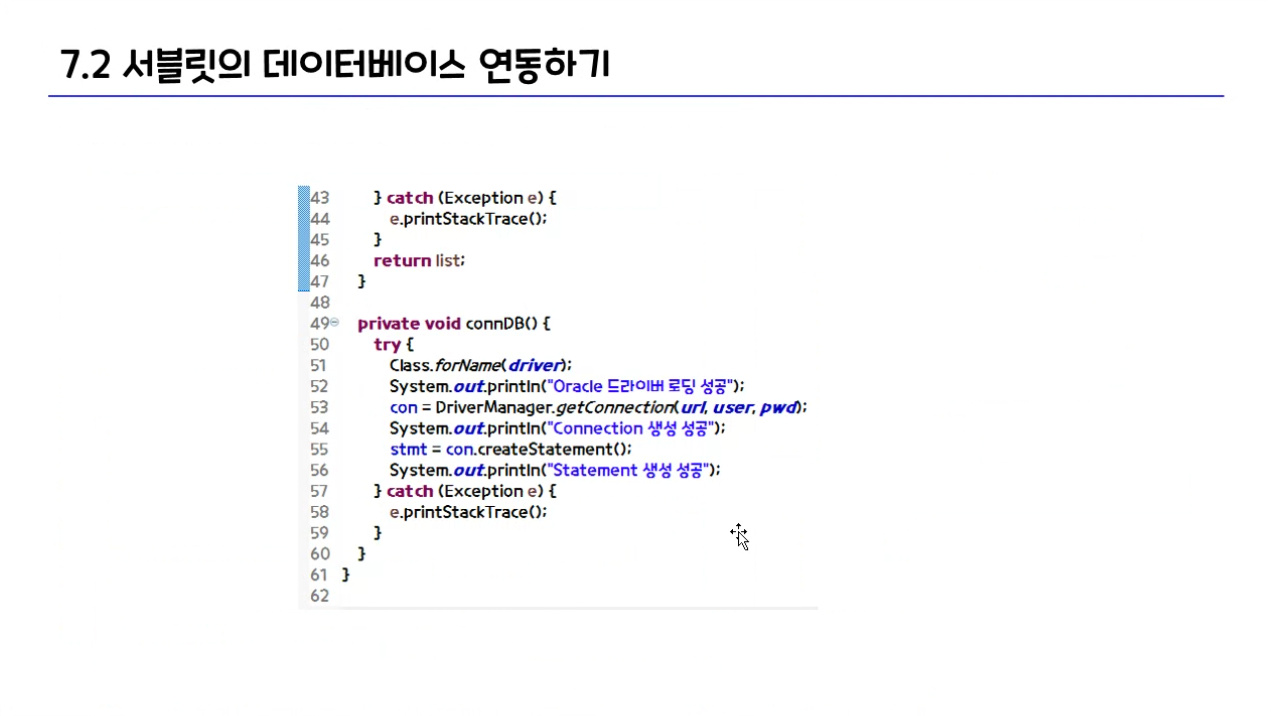 7.2 서블릿의 데이터베이스 연동하기
43 } catch (Exception e) {
44 e.printStackTrace();
45 }
46 return list;
47 }
48
49 private void connDB() {
50 try {
51 Class.forName(driver);
52 System.out.println("Oracle 드라이버 로딩 성공");
53 con = DriverManager.getConnection(url, user, pwd);
54 System.out.println("Connection 생성 성공");
55 stmt = con.createStatement();
56 System.out.println("Statement 생성 성공");
57 } catch (Exception e) {
58 e.printStackTrace();
59 }
60 }
61 }
62